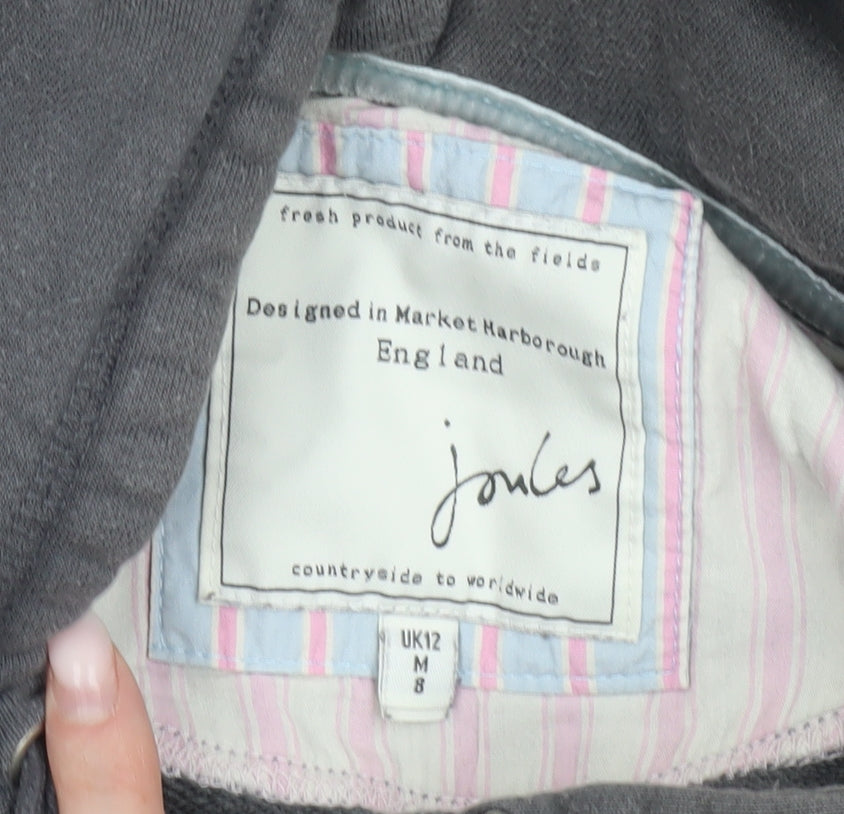 fresh product from the fields
Designed in Market Harborough
England
joules
countryside to worldwide
UK12
M
8